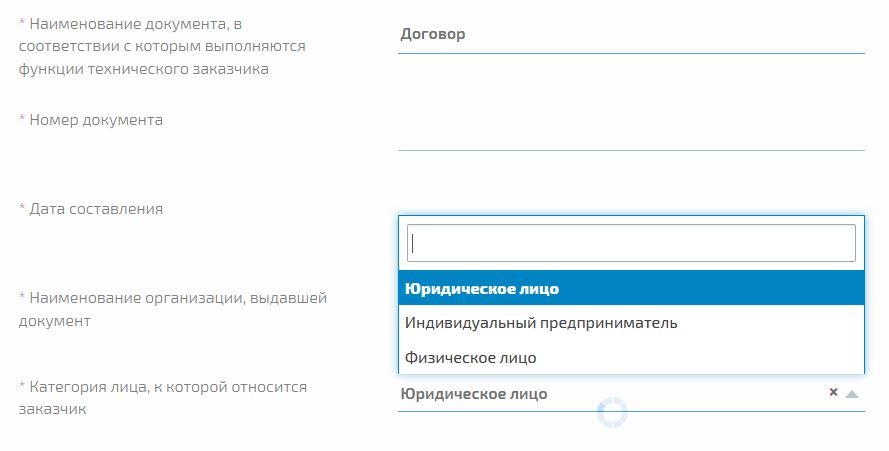 * Наименование документа, в
соответствии с которым выполняются
функции технического заказчика
Договор
* Номер документа
* Дата составления
* Наименование организации, выдавшей
документ
Юридическое лицо
Индивидуальный предприниматель
Физическое лицо
* Категория лица, к которой относится
заказчик
Юридическое лицо ×